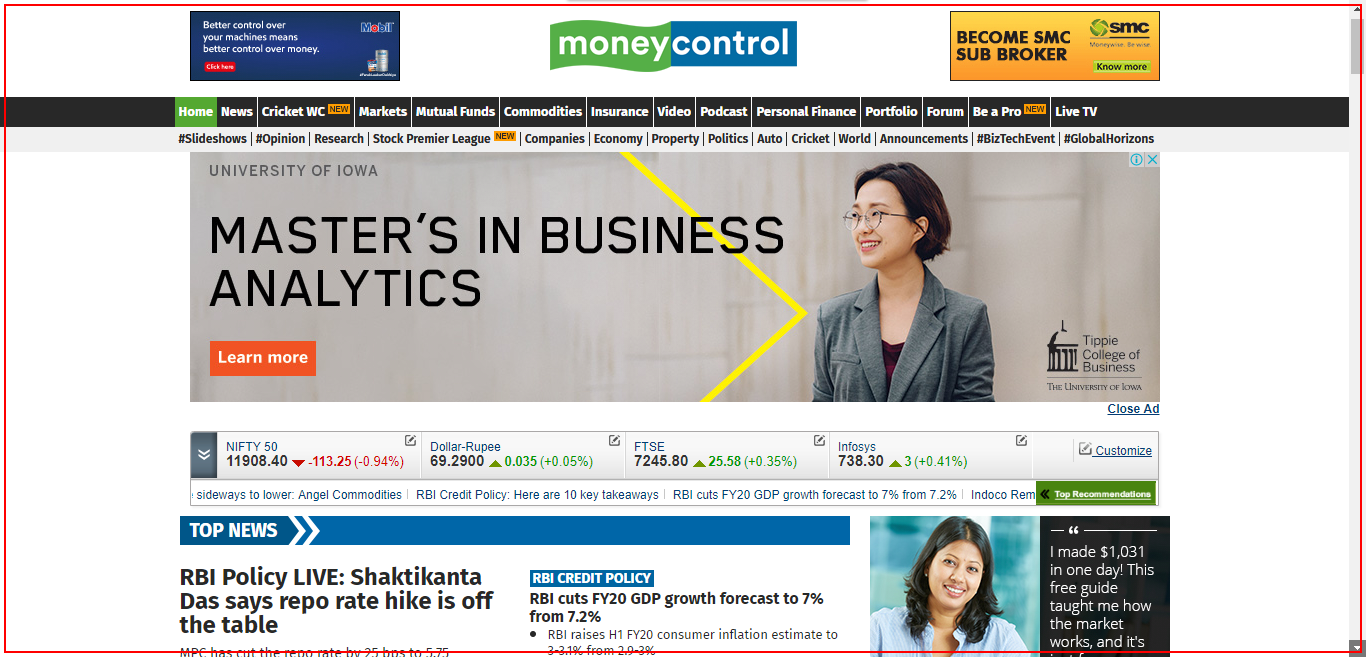 Better control over
your machines means
better control over money.
Mobil
Click here
moneycontrol
BECOME SMC
SUB BROKER
smc
Moneywise. Be wise
Know more
Home News Cricket WC NEW Markets Mutual Funds Commodities Insurance Video Podcast Personal Finance Portfolio Forum Be a Pro NEW Live TV
#Slideshows #Opinion Research Stock Premier League NEW Companies Economy Property Politics Auto Cricket World Announcements #BizTechEvent #GlobalHorizons
UNIVERSITY OF IOWA
MASTER'S IN BUSINESS
ANALYTICS
Learn more
Tippie
College of
Business
THE UNIVERSITY OF IOWA
Close Ad
NIFTY 50 Dollar-Rupee FTSE Infosys
11908.40 -113.25 (-0.94%) 69.2900 0.035 (+0.05%) 7245.80 25.58 (+0.35%) 738.30 3 (+0.41%)
Customize
sideways to lower: Angel Commodities RBI Credit Policy: Here are 10 key takeaways RBI cuts FY20 GDP growth forecast to 7% from 7.2% Indoco Rem
Top Recommendations
TOP NEWS
RBI Policy LIVE: Shaktikanta
Das says repo rate hike is off
the table
MPC has cut the repo rate by 25 bps to 5.75
RBI CREDIT POLICY
RBI cuts FY20 GDP growth forecast to 7%
from 7.2%
RBI raises H1 FY20 consumer inflation estimate to
3-3.1% from 2.9-3%
“
I made $1,031
in one day! This
free guide
taught me how
the market
works, and it's